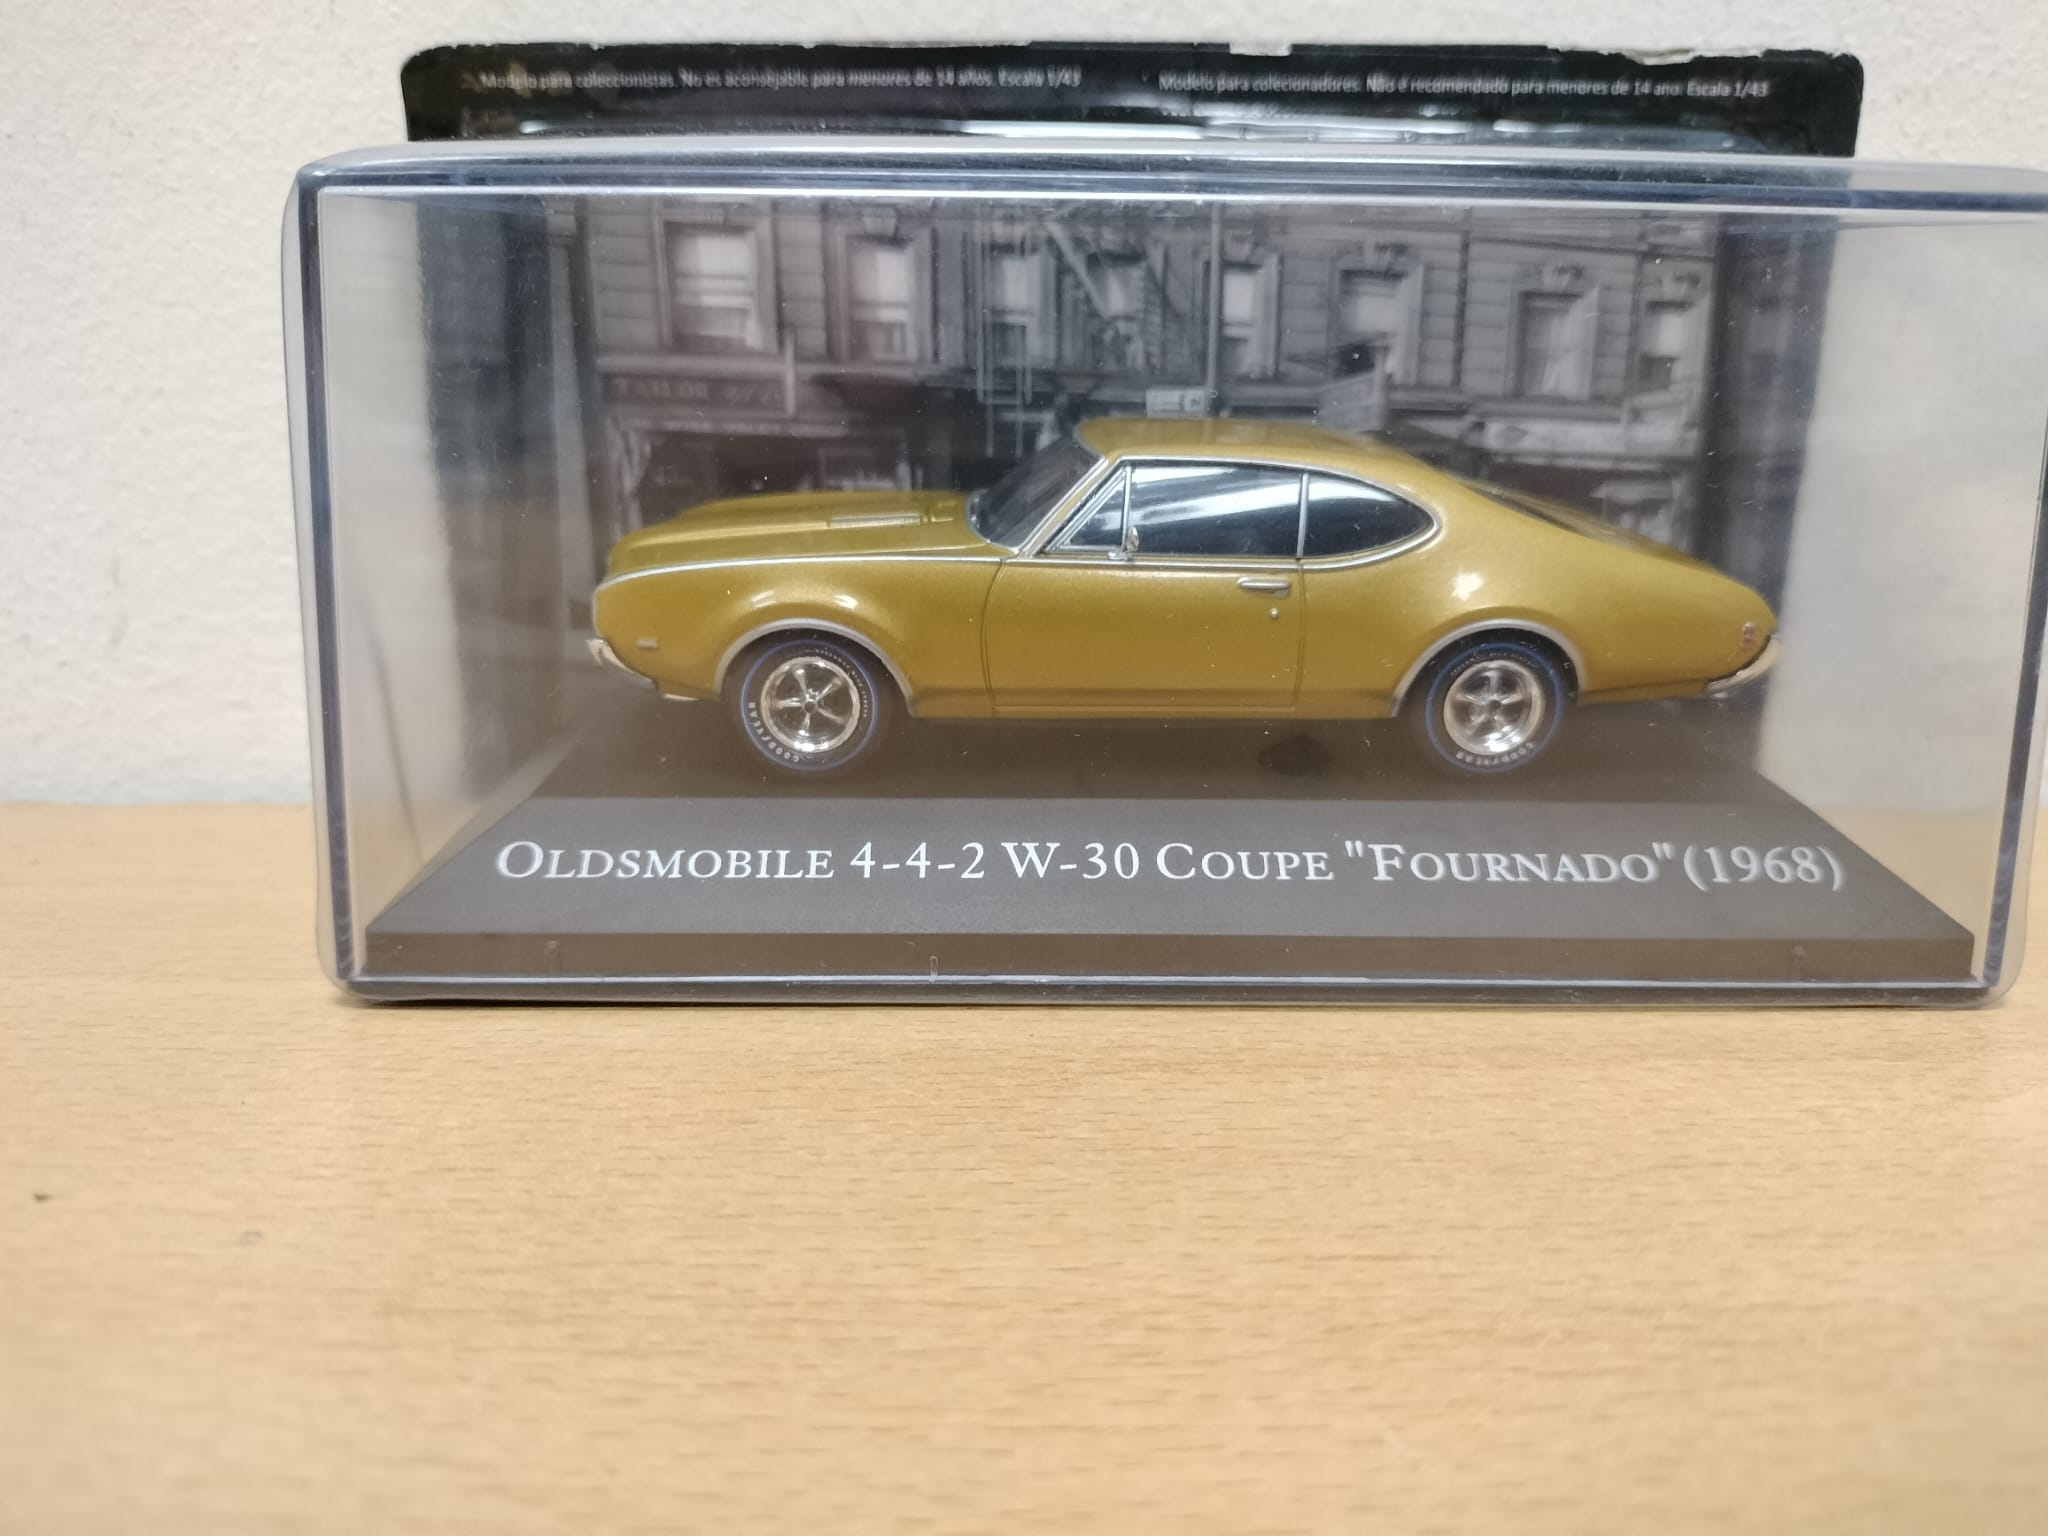 Modelo para coleccionistas. No es aconsejable para menores de 14 años. Escala 1/43
Modelo para colecionadores. Não é recomendado para menores de 14 ano. Escala 1/43
TAILOR
GOODYEAR
GOODYEAR
OLDSMOBILE 4-4-2 W-30 COUPE "FOURNADO" (1968)